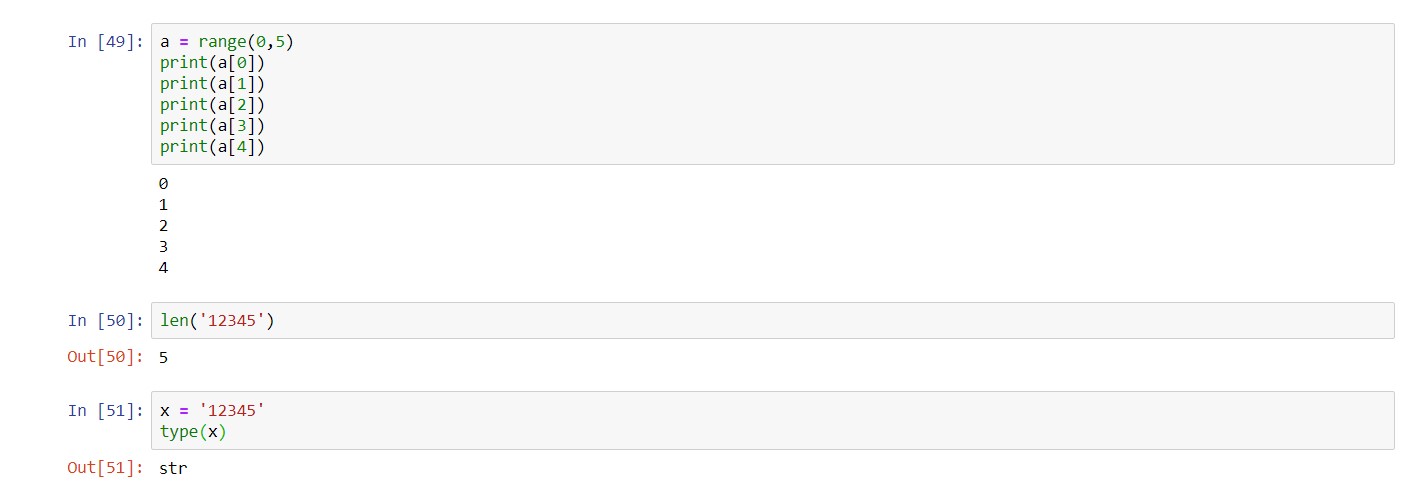 In [49]: a = range(0,5)
print(a[0])
print(a[1])
print(a[2])
print(a[3])
print(a[4])
0
1
2
3
4
In [50]: len('12345')
Out[50]: 5
In [51]: x = '12345'
type(x)
Out[51]: str